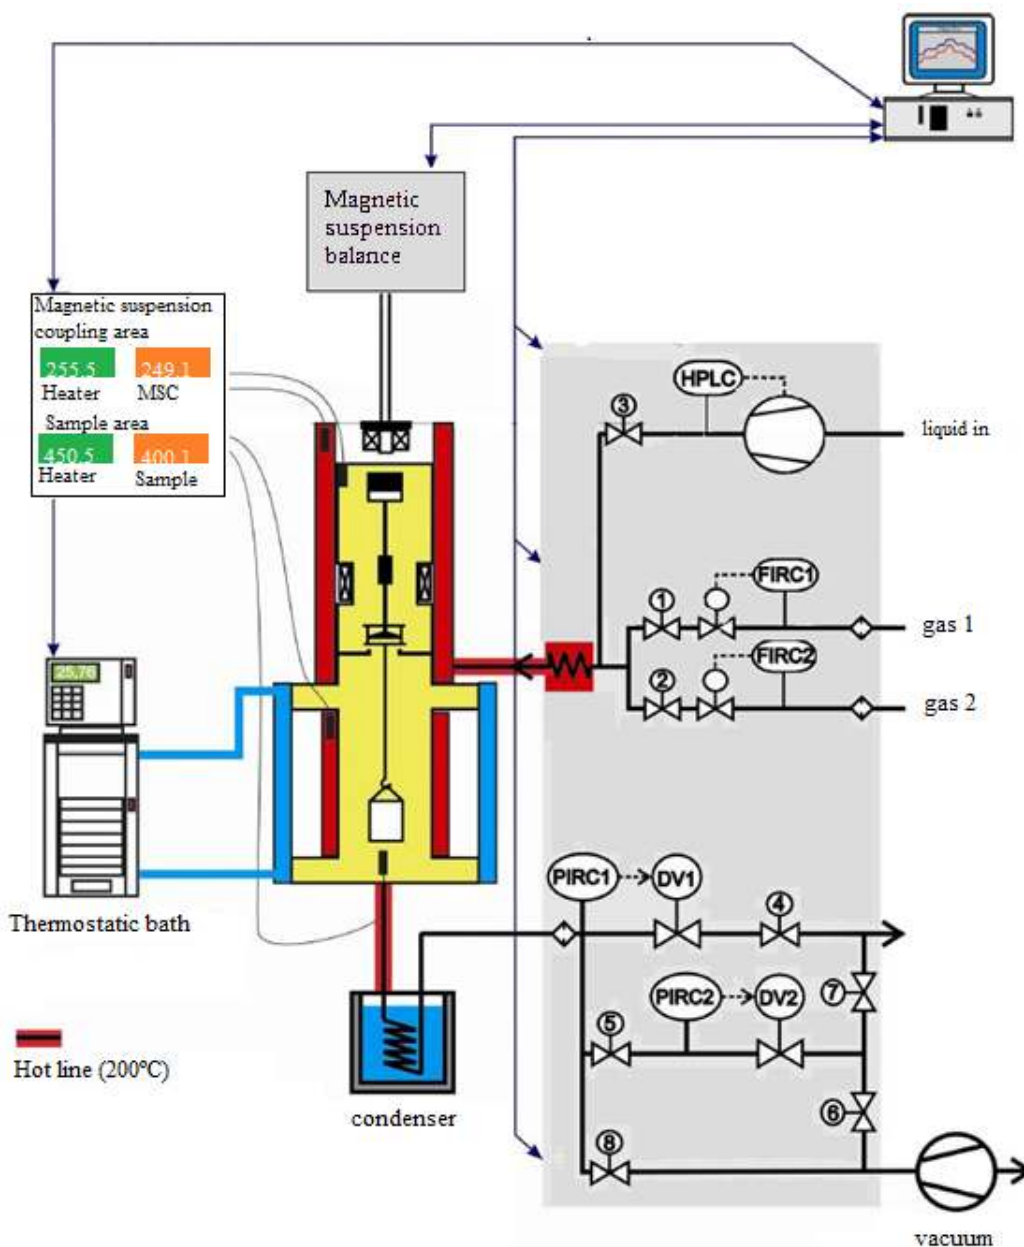 Magnetic
suspension
balance
Magnetic suspension
coupling area
255.5 249.1
Heater MSC
Sample area
450.5 400.1
Heater Sample
HPLC
3
liquid in
FIRC1
1
gas 1
FIRC2
2
gas 2
25.76
Thermostatic bath
PIRC1 DV1
4
PIRC2 DV2
7
5
6
8
Hot line (200°C)
condenser
vacuum